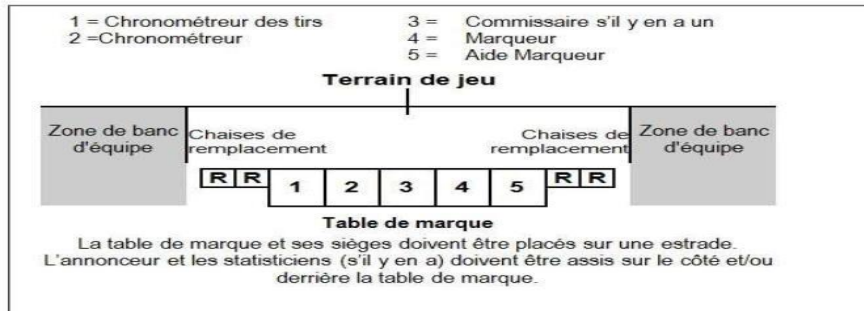 1 = Chronométreur des tirs
2 =Chronométreur
3 = Commissaire s'il y en a un
4 = Marqueur
5 = Aide Marqueur
Terrain de jeu
Zone de banc
d'équipe
Chaises de
remplacement
Chaises de
remplacement
Zone de banc
d'équipe
R R 1 2 3 4 5 R R
Table de marque
La table de marque et ses sièges doivent être placés sur une estrade.
L'annonceur et les statisticiens (s'il y en a) doivent être assis sur le côté et/ou
derrière la table de marque.